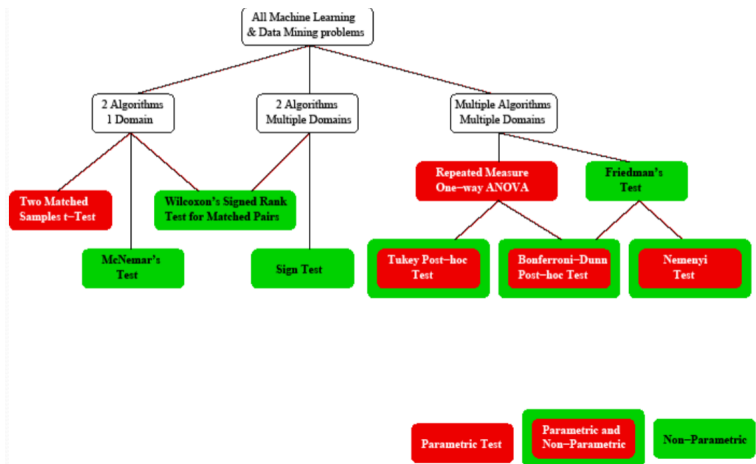 All Machine Learning
& Data Mining problems
2 Algorithms
1 Domain
2 Algorithms
Multiple Domains
Multiple Algorithms
Multiple Domains
Two Matched
Samples t−Test
Wilcoxon's Signed Rank
Test for Matched Pairs
Repeated Measure
One−way ANOVA
Friedman's
Test
McNemar's
Test
Sign Test
Tukey Post−hoc
Test
Bonferroni−Dunn
Post−hoc Test
Nemenyi
Test
Parametric Test
Parametric and
Non−Parametric
Non−Parametric